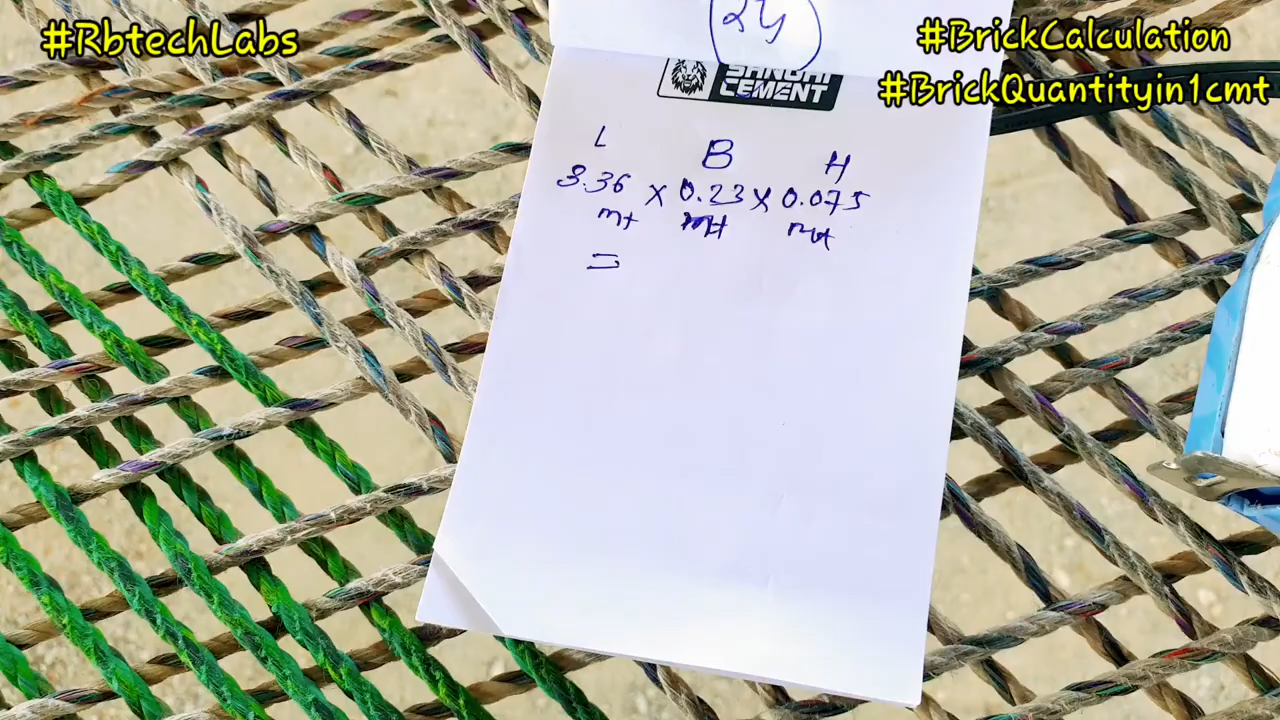 #RbtechLabs
#BrickCalculation
#BrickQuantityin1cmt
24
SANGHI
CEMENT
L B H
3.36 x 0.23 x 0.075
mt mt mt
=